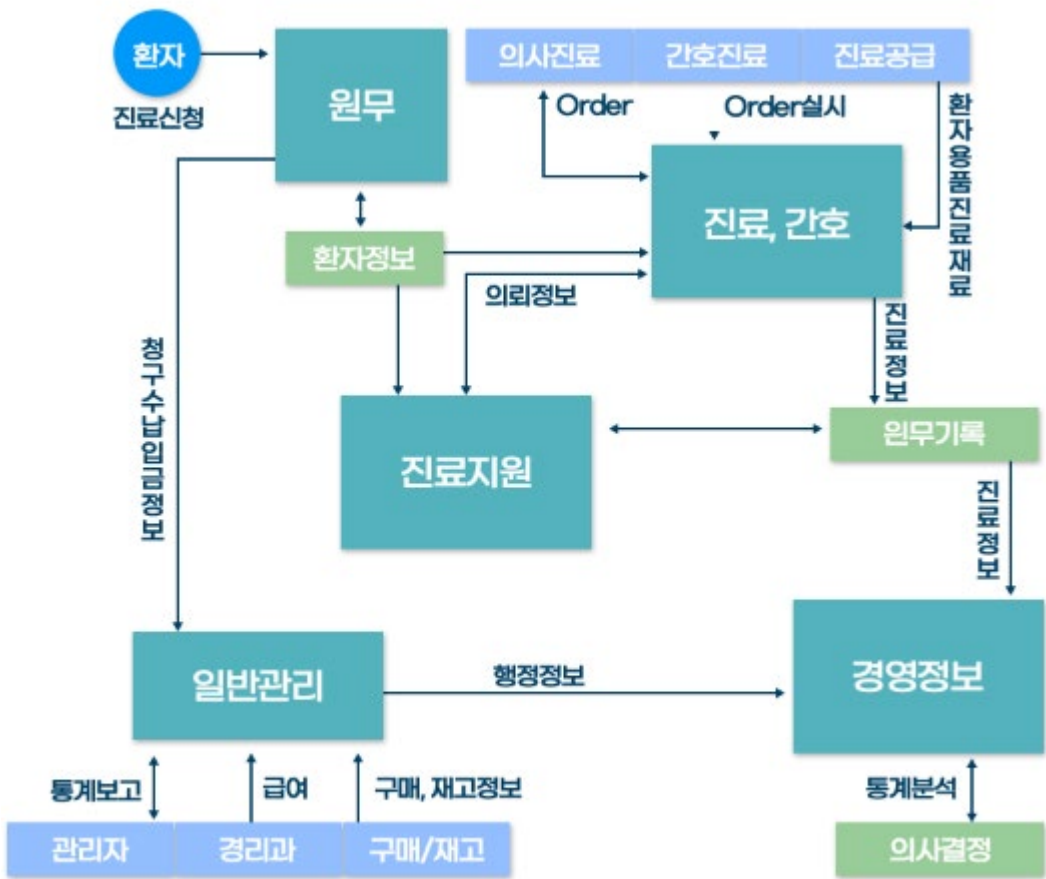 환자
진료신청
원무
의사진료
간호진료
진료공급
Order
Order실시
환자용품진료재료
진료, 간호
환자정보
의뢰정보
진료정보
청구수납입금정보
진료지원
원무기록
진료정보
일반관리
행정정보
경영정보
통계보고
급여
구매, 재고정보
통계분석
관리자
경리과
구매/재고
의사결정